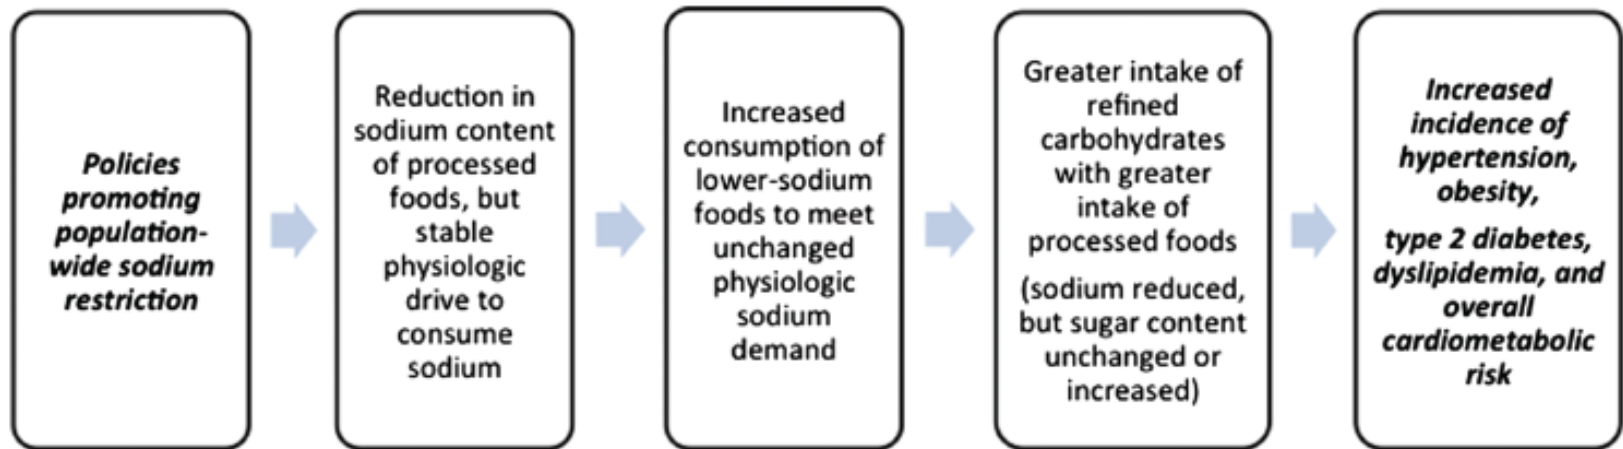 Policies
promoting
population-
wide sodium
restriction
Reduction in
sodium content
of processed
foods, but
stable
physiologic
drive to
consume
sodium
Increased
consumption of
lower-sodium
foods to meet
unchanged
physiologic
sodium
demand
Greater intake of
refined
carbohydrates
with greater
intake of
processed foods
(sodium reduced,
but sugar content
unchanged or
increased)
Increased
incidence of
hypertension,
obesity,
type 2 diabetes,
dyslipidemia, and
overall
cardiometabolic
risk